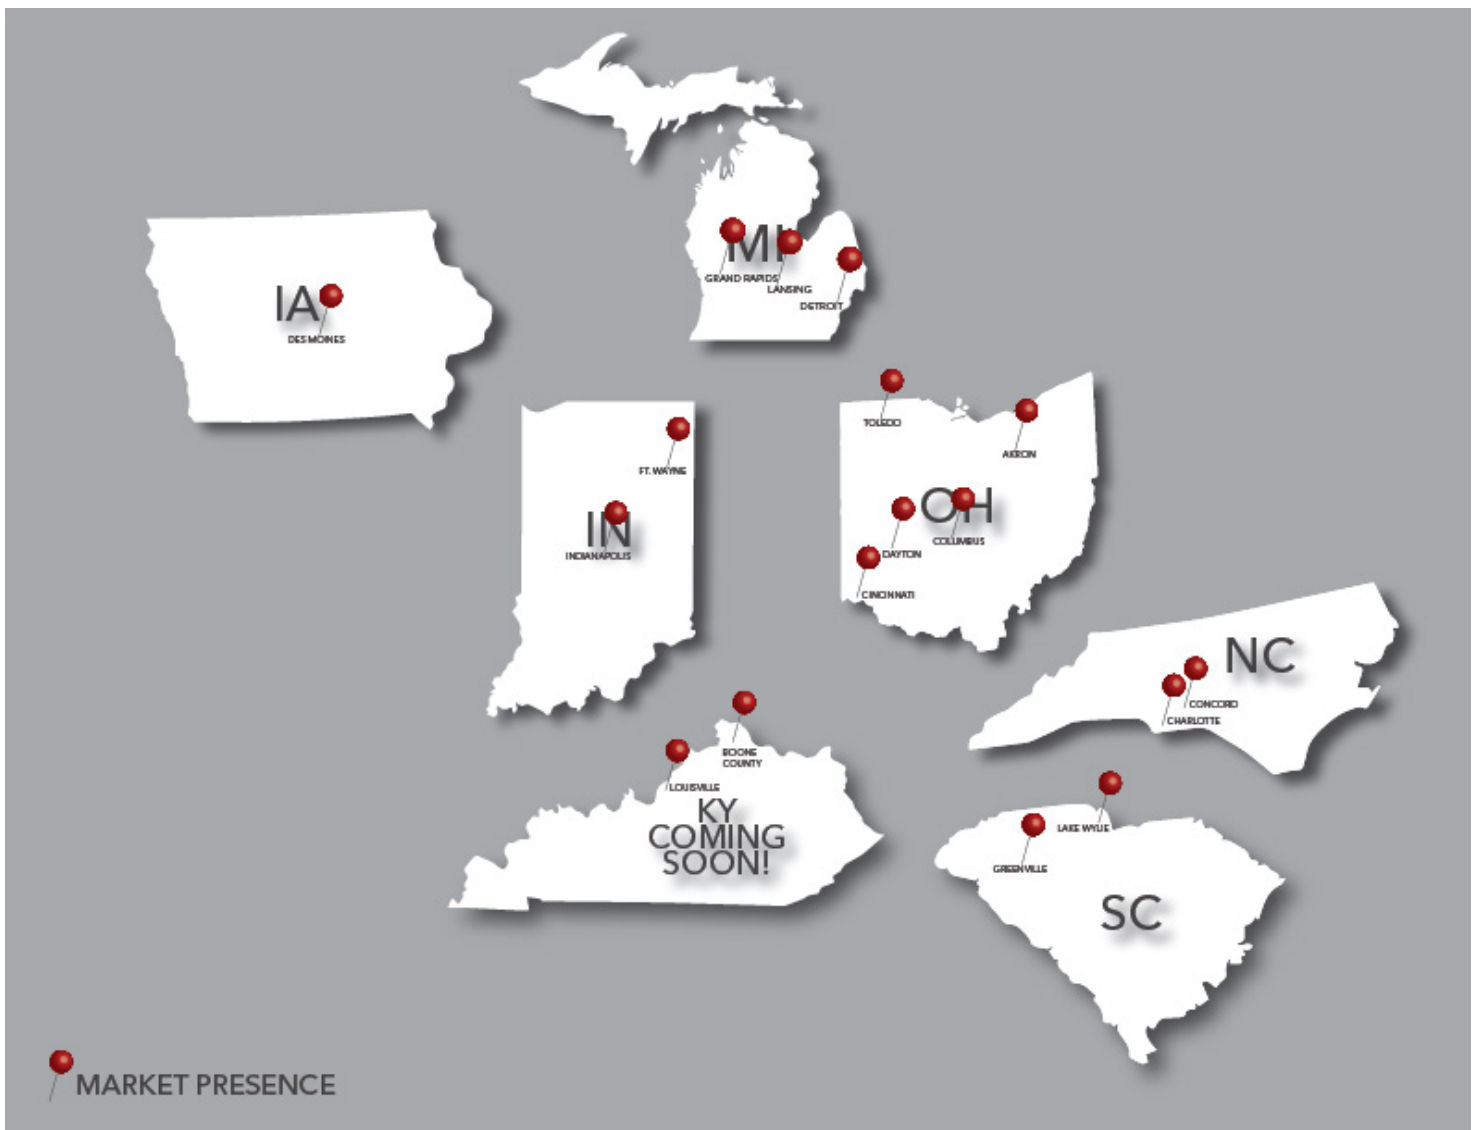 MI
GRAND RAPIDS
LANSING
DETROIT
IA
DES MOINES
TOLEDO
AKRON
FT. WAYNE
OH
IN
COLUMBUS
DAYTON
INDIANAPOLIS
CINCINNATI
NC
CONCORD
CHARLOTTE
BOONE
COUNTY
LOUISVILLE
KY
COMING
SOON!
LAKE WYLIE
GREENVILLE
SC
MARKET PRESENCE